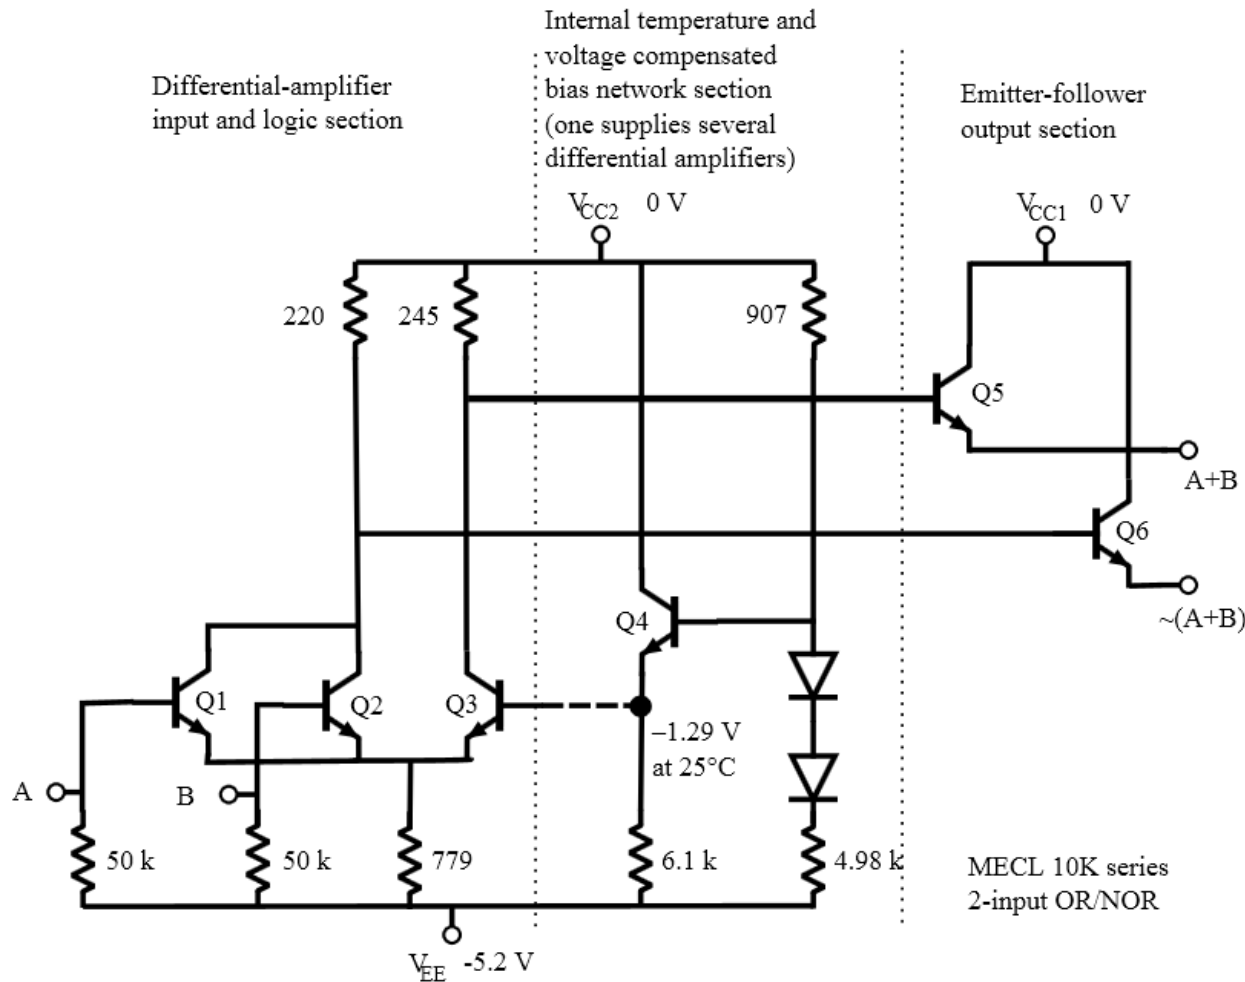 Differential-amplifier
input and logic section
Internal temperature and
voltage compensated
bias network section
(one supplies several
differential amplifiers)
Emitter-follower
output section
VCC2 0 V
VCC1 0 V
220
245
907
Q5
A+B
Q6
~(A+B)
Q4
Q1
Q2
Q3
–1.29 V
at 25°C
A
B
50 k
50 k
779
6.1 k
4.98 k
MECL 10K series
2-input OR/NOR
VEE -5.2 V